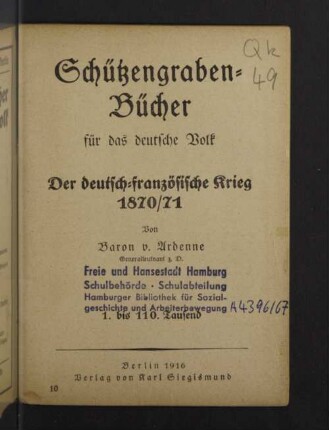 Qk
49
Schützengraben-
Bücher
für das deutsche Volk
Der deutsch-französische Krieg
1870/71
Von
Baron v. Ardenne
Generalleutnant z. D.
Freie und Hansestadt Hamburg
Schulbehörde · Schulabteilung
Hamburger Bibliothek für Sozial-
geschichte und Arbeiterbewegung A4396/67
1. bis 110. Tausend
Berlin 1916
Verlag von Karl Siegismund
10